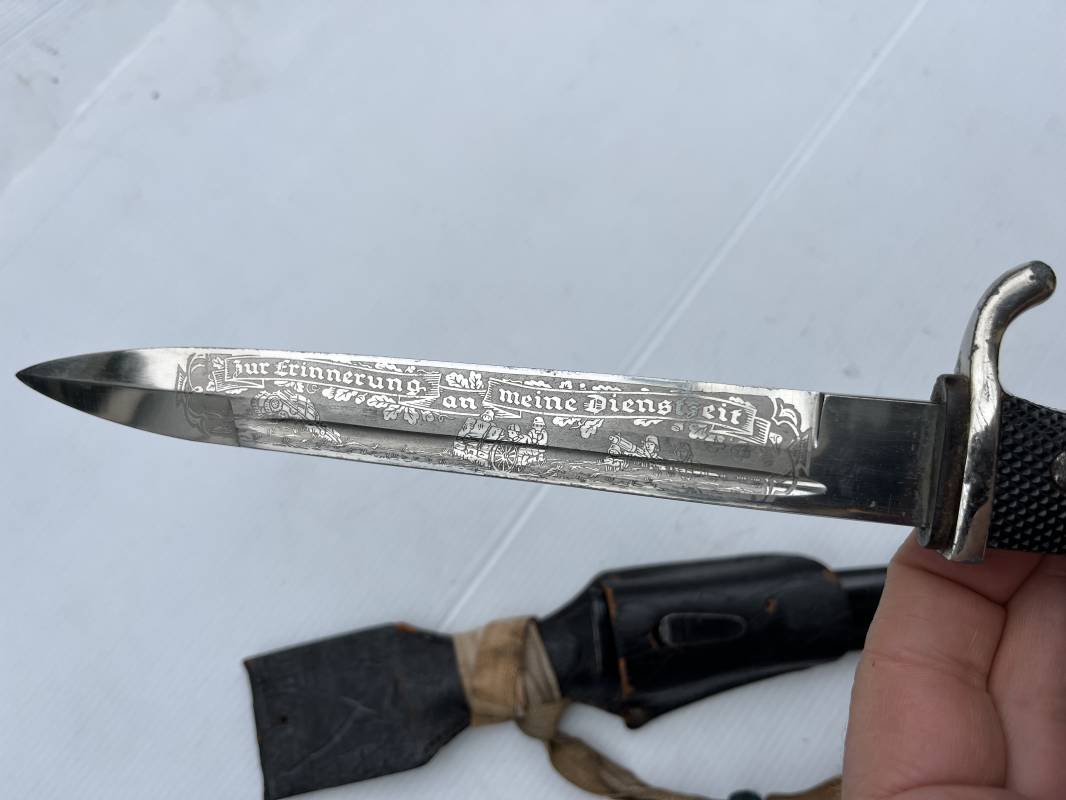 Zur Erinnerung
an meine Dienstzeit